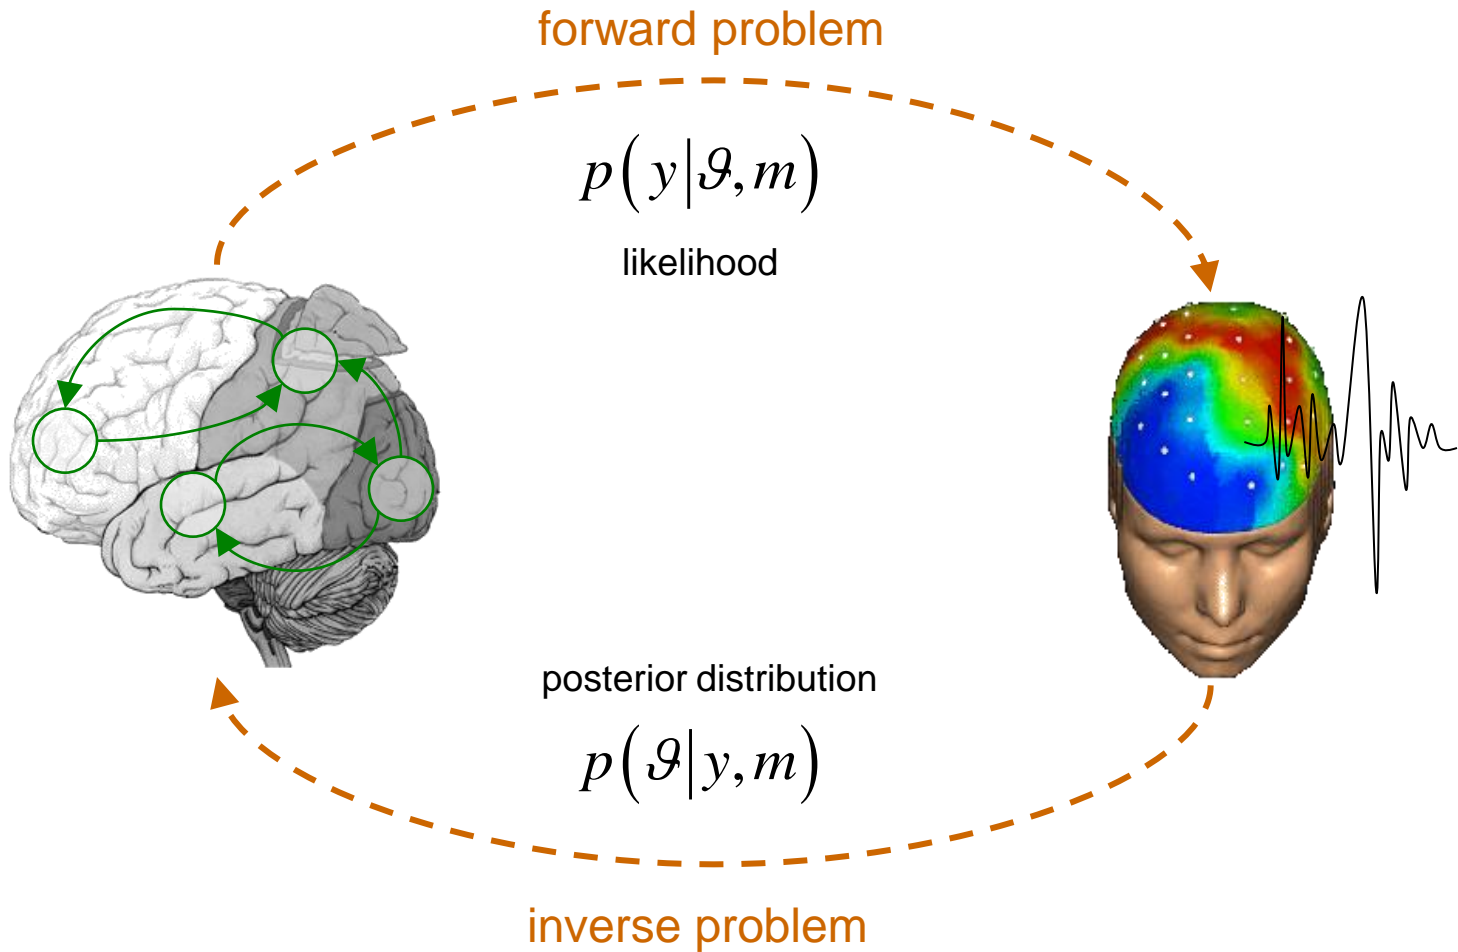 forward problem
p(y|ϑ,m)
likelihood
posterior distribution
p(ϑ|y,m)
inverse problem